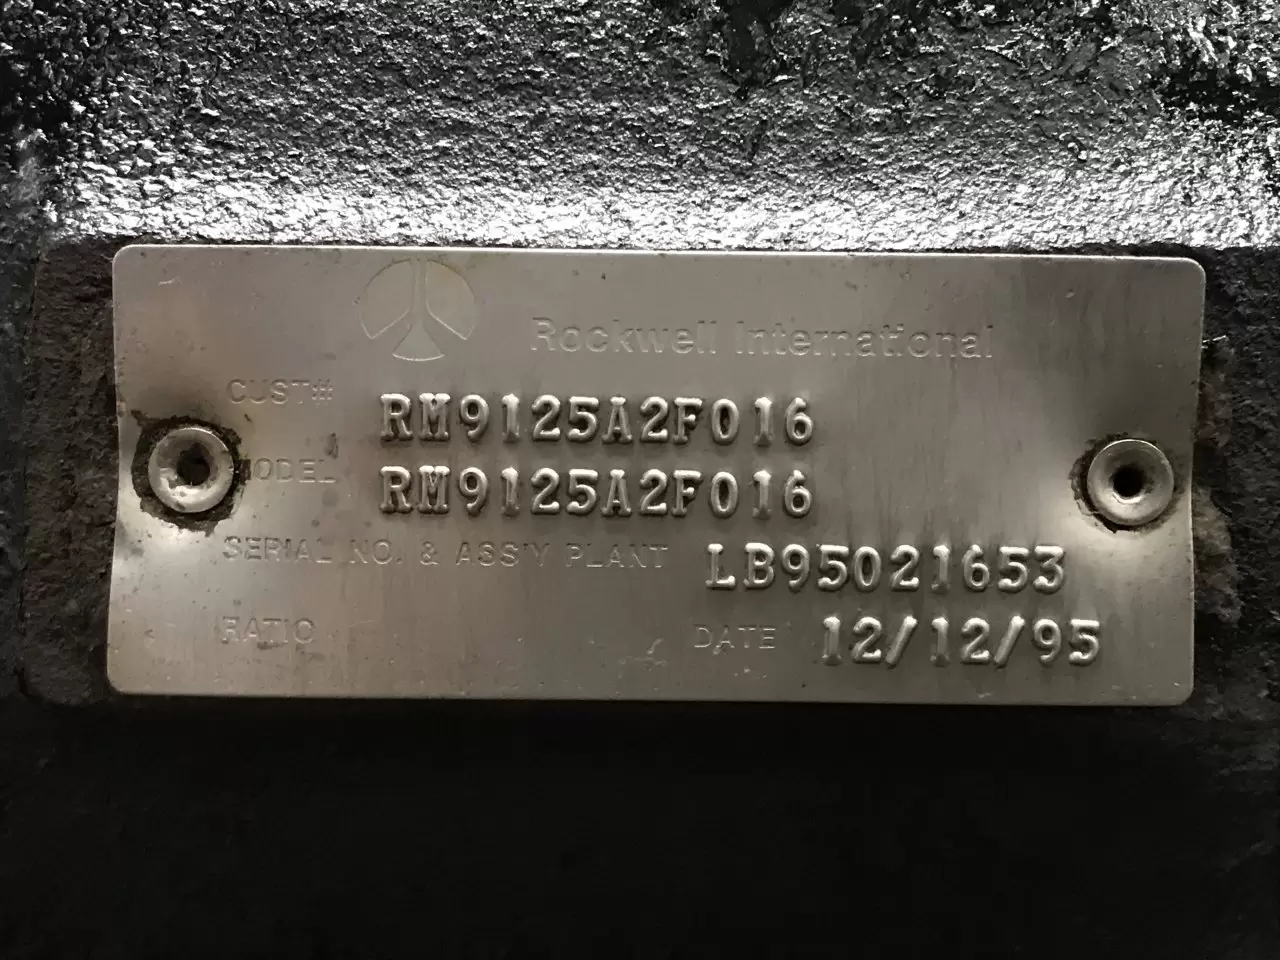 Rockwell International
CUST# RM9125A2F016
MODEL RM9125A2F016
SERIAL NO. & ASS'Y PLANT LB95021653
RATIO DATE 12/12/95